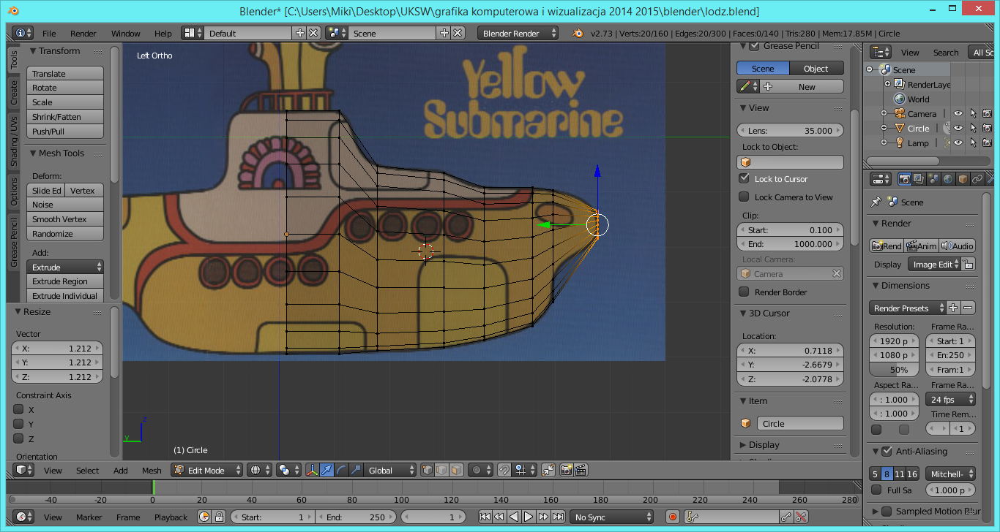 Blender* [C:\Users\Miki\Desktop\UKSW\grafika komputerowa i wizualizacja 2014 2015\blender\lodz.blend]
File Render Window Help Default Scene Blender Render v2.73 | Verts:20/160 | Edges:20/300 | Faces:0/140 | Tris:280 | Mem:17.85M | Circle
Tools
Create
Shading / UVs
Options
Grease Pencil
Transform
Translate
Rotate
Scale
Shrink/Fatten
Push/Pull
Mesh Tools
Deform:
Slide Ed Vertex
Noise
Smooth Vertex
Randomize
Add:
Extrude
Extrude Region
Extrude Individual
Resize
Vector
X: 1.212
Y: 1.212
Z: 1.212
Constraint Axis
X
Y
Z
Orientation
Left Ortho
Yellow
Submarine
z
y
(1) Circle
Grease Pencil
Scene Object
New
View
Lens: 35.000
Lock to Object:
Lock to Cursor
Lock Camera to View
Clip:
Start: 0.100
End: 1000.000
Local Camera:
Camera
Render Border
3D Cursor
Location:
X: 0.7118
Y: -2.6679
Z: -2.0778
Item
Circle
Display
View Search All Sc
Scene
RenderLaye
World
Camera
Circle
Lamp
Scene
Render
Rend Anim Audio
Display Image Edit
Dimensions
Render Presets
Resolution: Frame Ra...
1920 p Start: 1
1080 p En:250
50% Fram:1
Aspect Ra... Frame Ra...
: 1.000 24 fps
: 1.000 Time Rem...
1
Anti-Aliasing
5 8 11 16 Mitchell-
Full Sa 1.000 p
Sampled Motion Blur
View Select Add Mesh Edit Mode Global
-40 -20 0 20 40 60 80 100 120 140 160 180 200 220 240 260 280
View Marker Frame Playback Start: 1 End: 250 1 No Sync